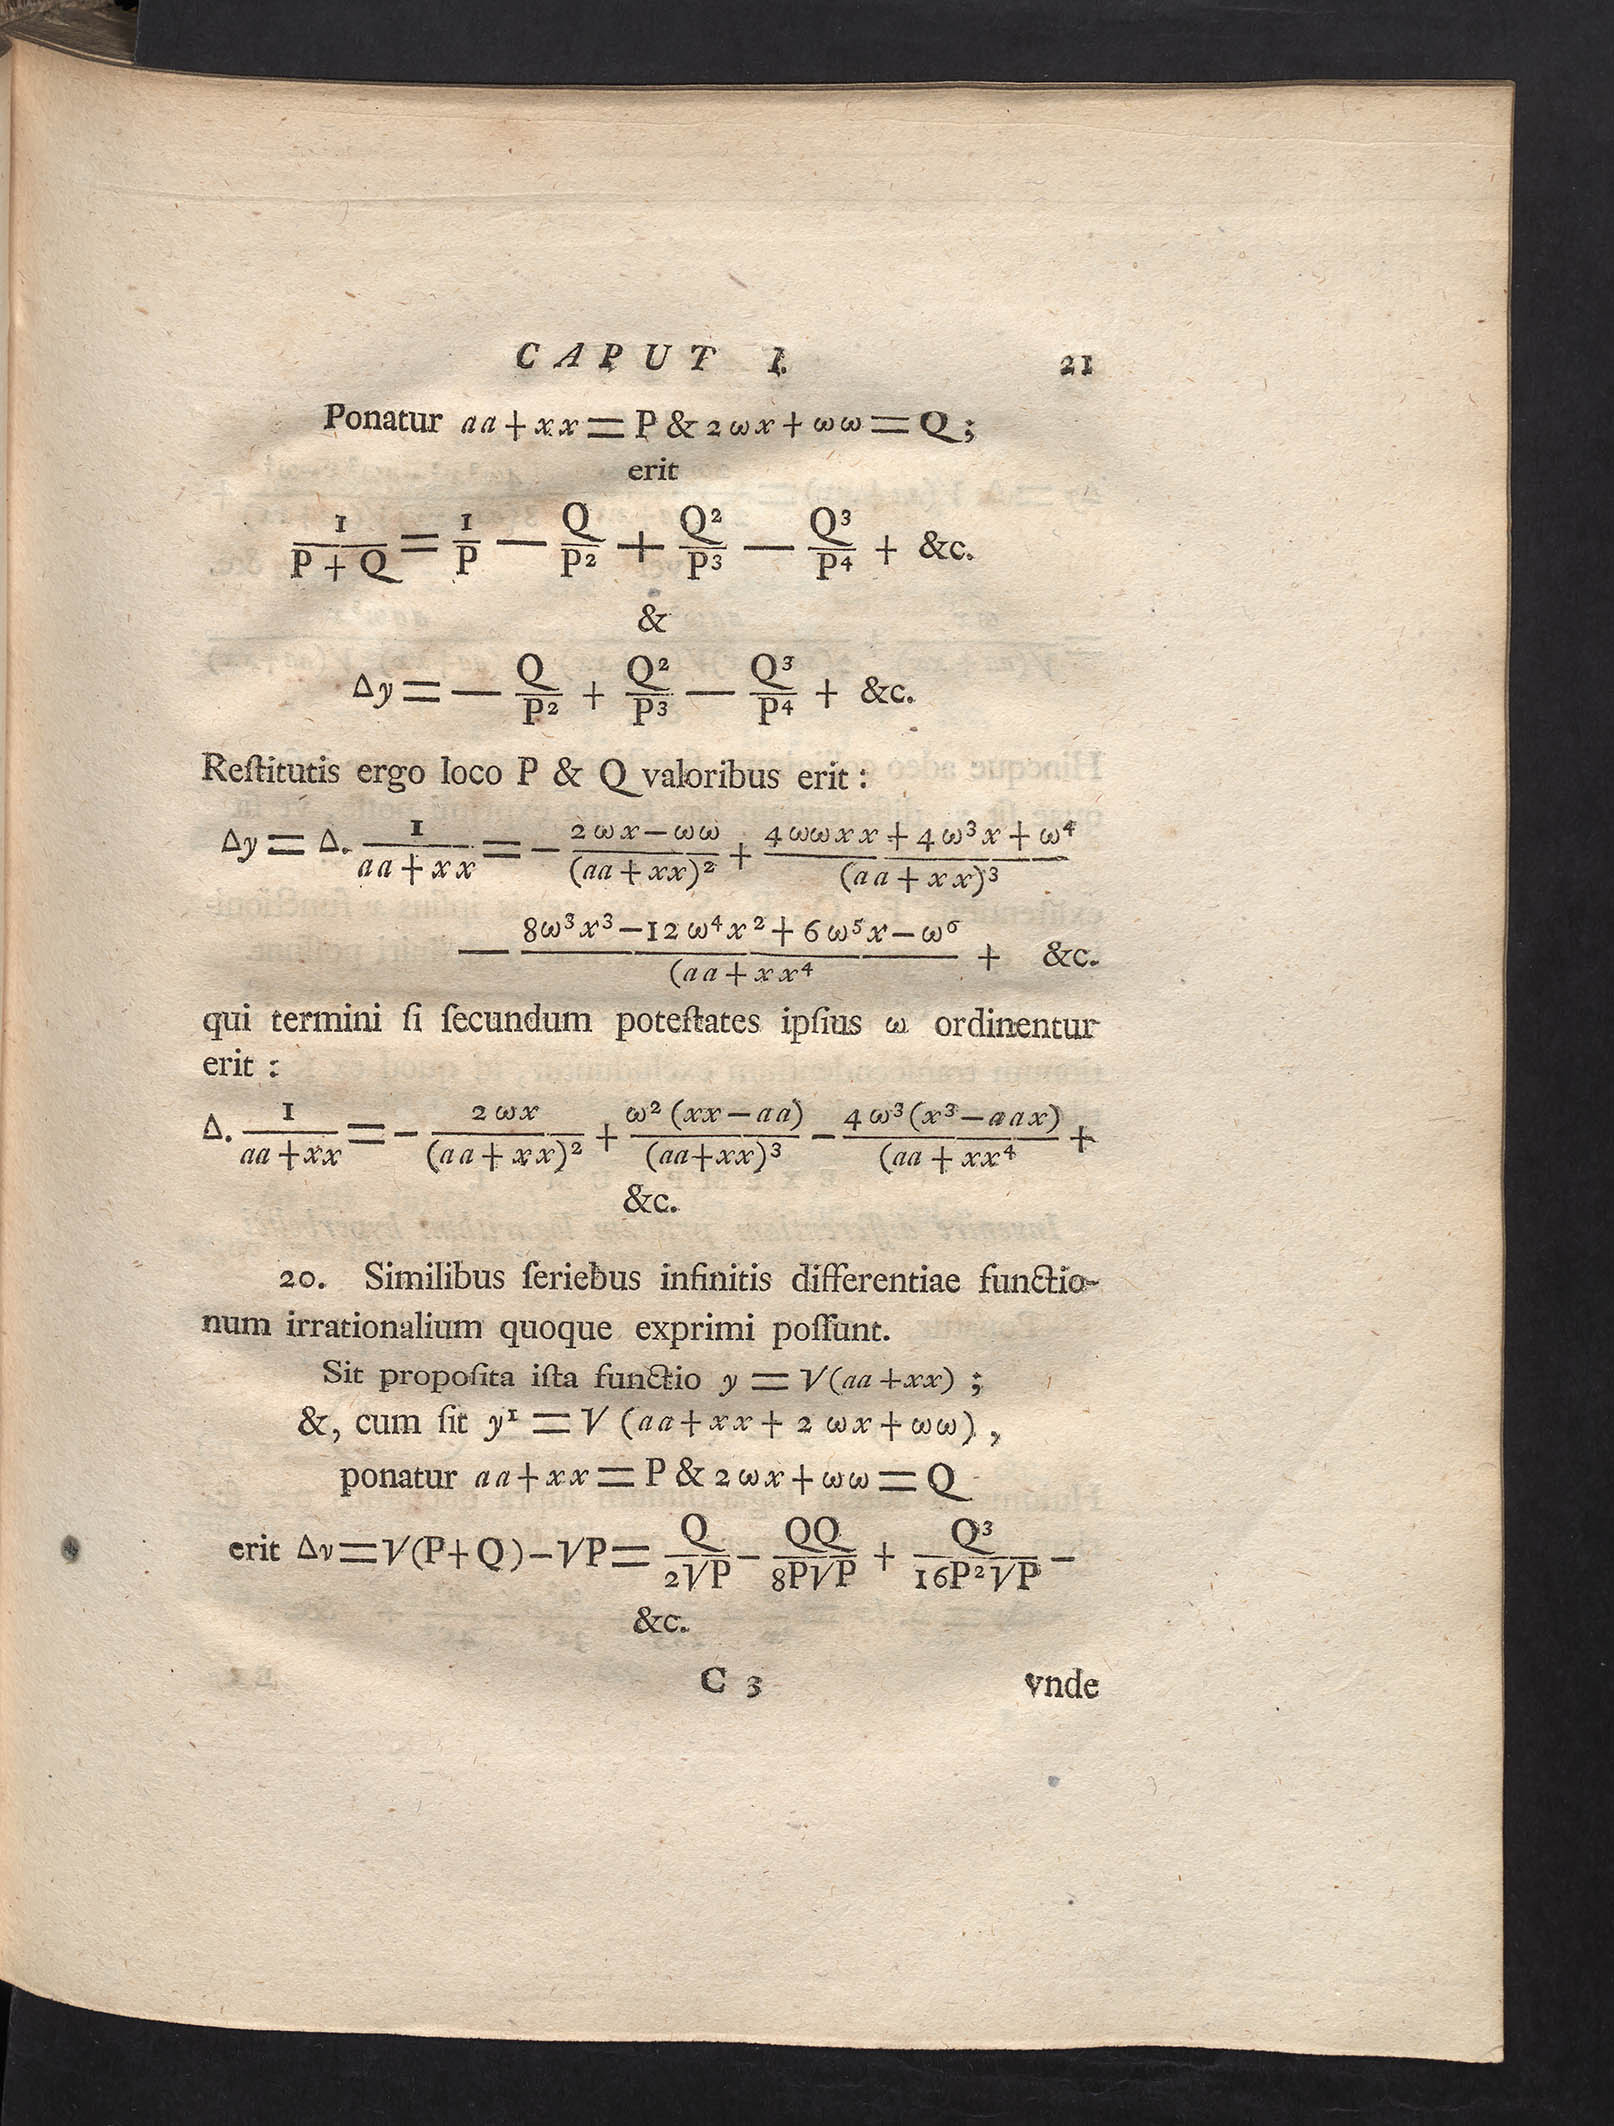 CAPUT I. 21
Ponatur aa + xx = P & 2ωx + ωω = Q;
erit
1/(P + Q) = 1/P — Q/P² + Q²/P³ — Q³/P⁴ + &c.
&
Δy = — Q/P² + Q²/P³ — Q³/P⁴ + &c.
Reſtitutis ergo loco P & Q valoribus erit:
Δy = Δ. 1/(aa + xx) = — (2ωx — ωω)/(aa + xx)² + (4ωωxx + 4ω³x + ω⁴)/(aa + xx)³
— (8ω³x³ — 12ω⁴x² + 6ω⁵x — ω⁶)/(aa + xx⁴ + &c.
qui termini ſi ſecundum poteſtates ipſius ω ordinentur
erit:
Δ. 1/(aa + xx) = — 2ωx/(aa + xx)² + ω²(xx — aa)/(aa + xx)³ — 4ω³(x³ — aax)/(aa + xx⁴ +
&c.
20. Similibus ſeriebus infinitis differentiae functio-
num irrationalium quoque exprimi poſſunt.
Sit propoſita iſta functio y = √(aa + xx);
&, cum ſit yᴵ = √(aa + xx + 2ωx + ωω),
ponatur aa + xx = P & 2ωx + ωω = Q
erit Δy = √(P + Q) — √P = Q/2√P — QQ/8P√P + Q³/16P²√P —
&c.
C 3 vnde